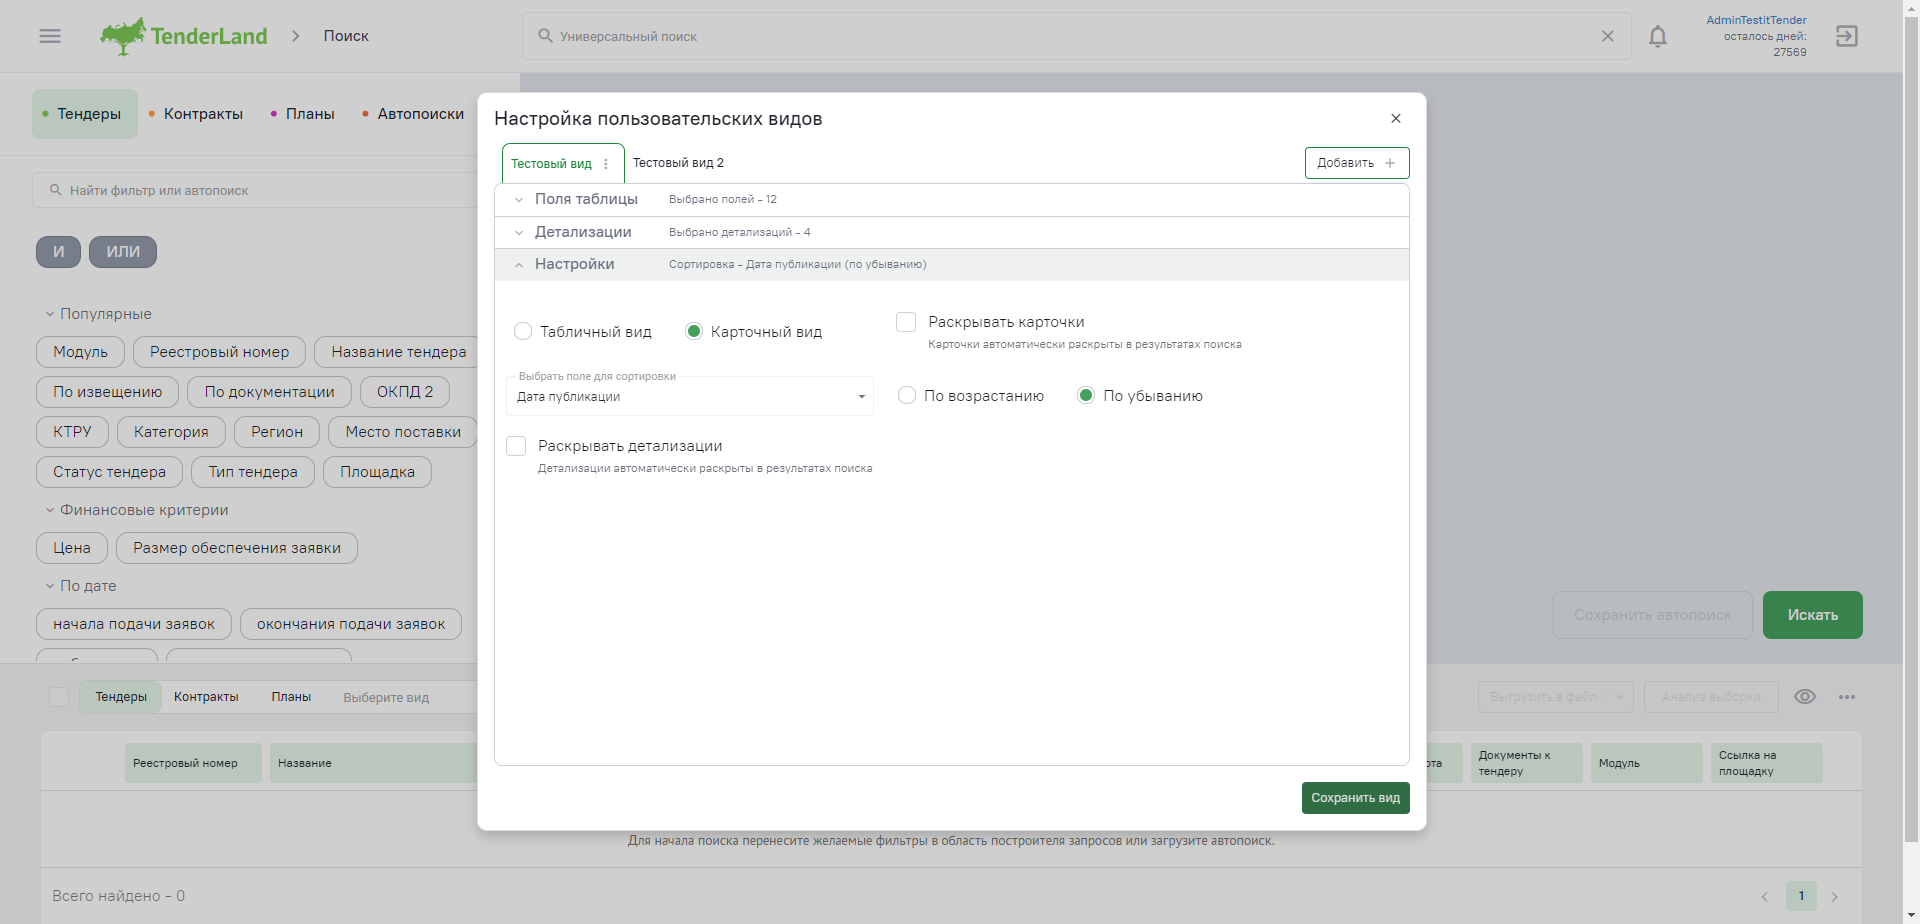 TenderLand
Поиск
Универсальный поиск
AdminTestitTender
осталось дней:
27569
Тендеры
Контракты
Планы
Автопоиски
Найти фильтр или автопоиск
И
ИЛИ
Популярные
Модуль
Реестровый номер
Название тендера
По извещению
По документации
ОКПД 2
КТРУ
Категория
Регион
Место поставки
Статус тендера
Тип тендера
Площадка
Финансовые критерии
Цена
Размер обеспечения заявки
По дате
начала подачи заявок
окончания подачи заявок
Настройка пользовательских видов
Тестовый вид
Тестовый вид 2
Добавить
Поля таблицы
Выбрано полей - 12
Детализации
Выбрано детализаций - 4
Настройки
Сортировка - Дата публикации (по убыванию)
Табличный вид
Карточный вид
Раскрывать карточки
Карточки автоматически раскрыты в результатах поиска
Выбрать поле для сортировки
Дата публикации
По возрастанию
По убыванию
Раскрывать детализации
Детализации автоматически раскрыты в результатах поиска
Сохранить вид
Сохранить автопоиск
Искать
Тендеры
Контракты
Планы
Выберите вид
Выгрузить в файл
Анализ выборки
Реестровый номер
Название
Документы к
тендеру
Модуль
Ссылка на
площадку
Для начала поиска перенесите желаемые фильтры в область построителя запросов или загрузите автопоиск.
Всего найдено - 0
1